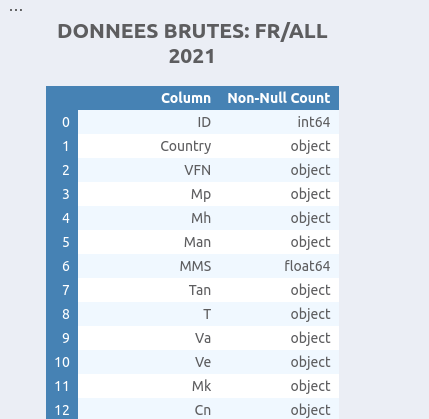 ...
DONNEES BRUTES: FR/ALL
2021
Column Non-Null Count
0 ID int64
1 Country object
2 VFN object
3 Mp object
4 Mh object
5 Man object
6 MMS float64
7 Tan object
8 T object
9 Va object
10 Ve object
11 Mk object
12 Cn object